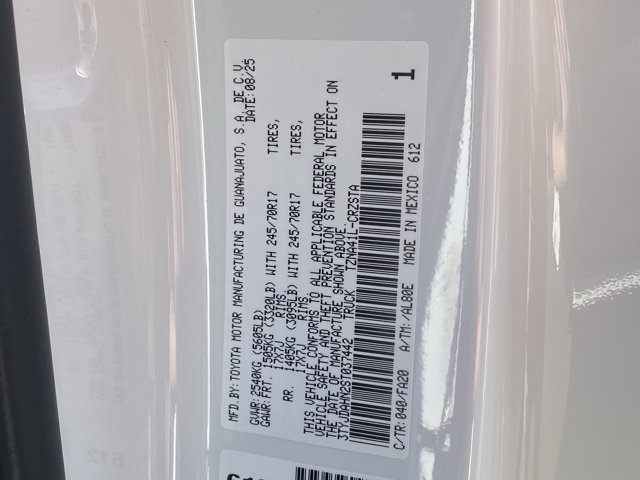 MFD.BY:TOYOTA MOTOR MANUFACTURING DE GUANAJUATO, S.A. DE C.V.
DATE:08/25
GVWR:2540KG (5605LB)
GAWR:FRT. 1505KG (3320LB) WITH 245/70R17 TIRES,
17X7J RIMS
RR. 1405KG (3095LB) WITH 245/70R17 TIRES,
17X7J RIMS,
THIS VEHICLE CONFORMS TO ALL APPLICABLE FEDERAL MOTOR
VEHICLE SAFETY AND THEFT PREVENTION STANDARDS IN EFFECT ON
THE DATE OF MANUFACTURE SHOWN ABOVE.
3TYJDAHN2ST037442 TRUCK TZNA41L-CRZSTA
1
C/TR:040/FA20 A/TM:/AL80E MADE IN MEXICO 612
612